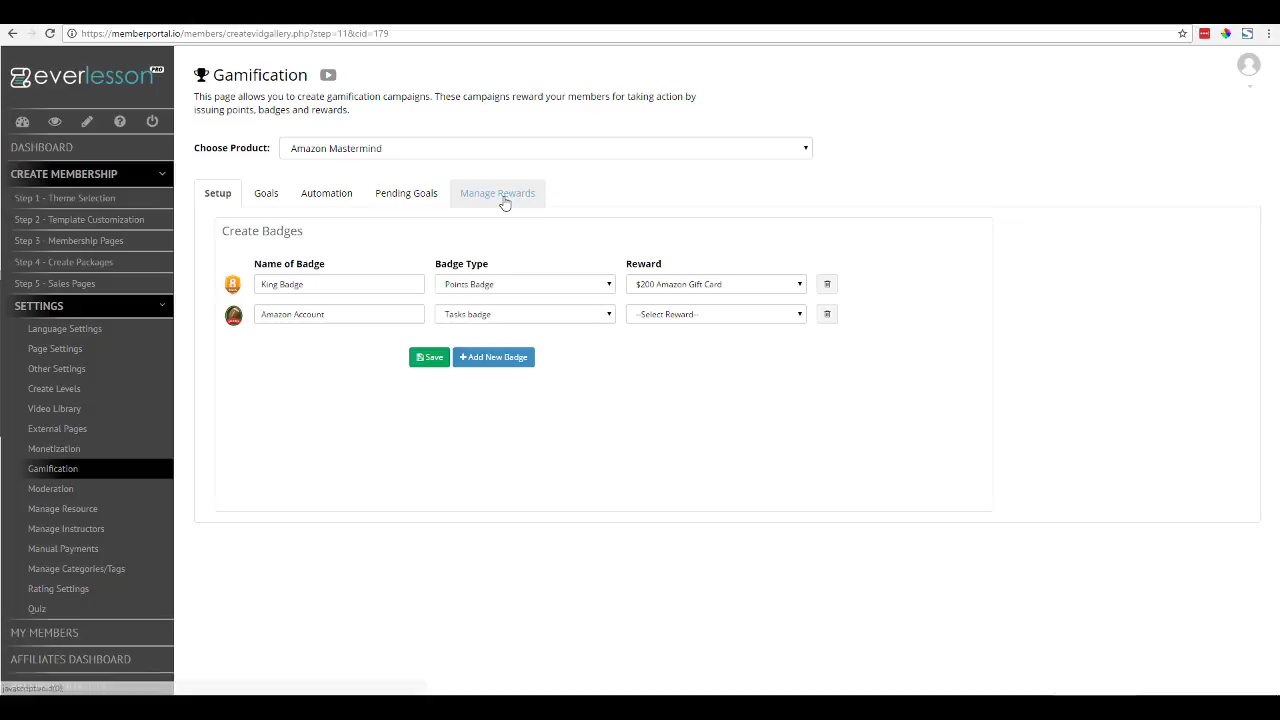 https://memberportal.io/members/createvidgallery.php?step=11&cid=179
everlesson PRO
Gamification
This page allows you to create gamification campaigns. These campaigns reward your members for taking action by
issuing points, badges and rewards.
DASHBOARD
CREATE MEMBERSHIP
Step 1 - Theme Selection
Step 2 - Template Customization
Step 3 - Membership Pages
Step 4 - Create Packages
Step 5 - Sales Pages
SETTINGS
Language Settings
Page Settings
Other Settings
Create Levels
Video Library
External Pages
Monetization
Gamification
Moderation
Manage Resource
Manage Instructors
Manual Payments
Manage Categories/Tags
Rating Settings
Quiz
MY MEMBERS
AFFILIATES DASHBOARD
Choose Product: Amazon Mastermind
Setup Goals Automation Pending Goals Manage Rewards
Create Badges
Name of Badge Badge Type Reward
King Badge Points Badge $200 Amazon Gift Card
Amazon Account Tasks badge --Select Reward--
Save + Add New Badge